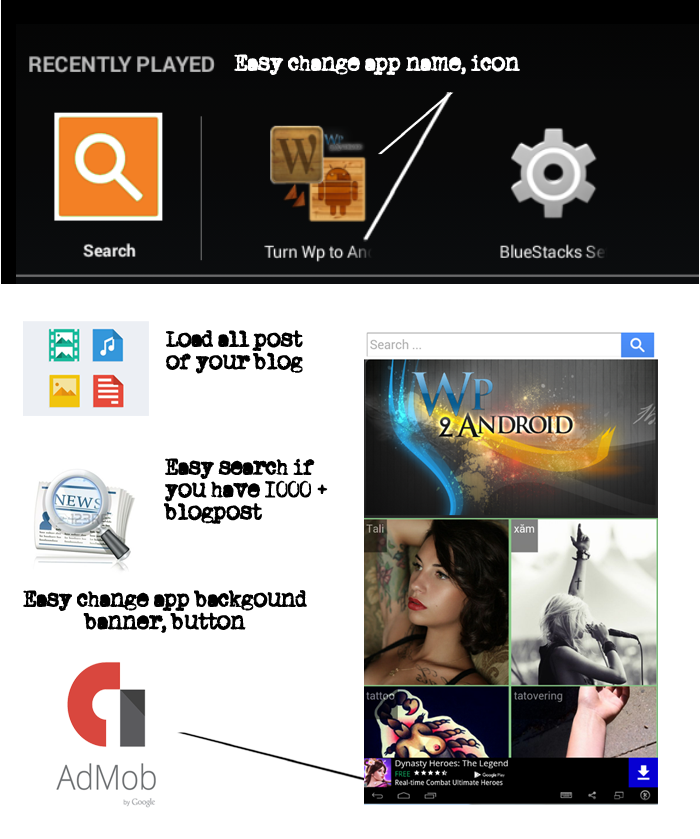 RECENTLY PLAYED
Easy change app name, icon
W
Wp
2 Android
Search
Turn Wp to An
BlueStacks Se
Load all post
of your blog
Search ...
Wp
2 Android
Easy search if
you have 1000 +
blogpost
NEWS
Tali
xăm
Easy change app backgound
banner, button
tattoo
tatovering
AdMob
by Google
Dynasty Heroes: The Legend
FREE
Google Play
Real-time Combat Ultimate Heroes